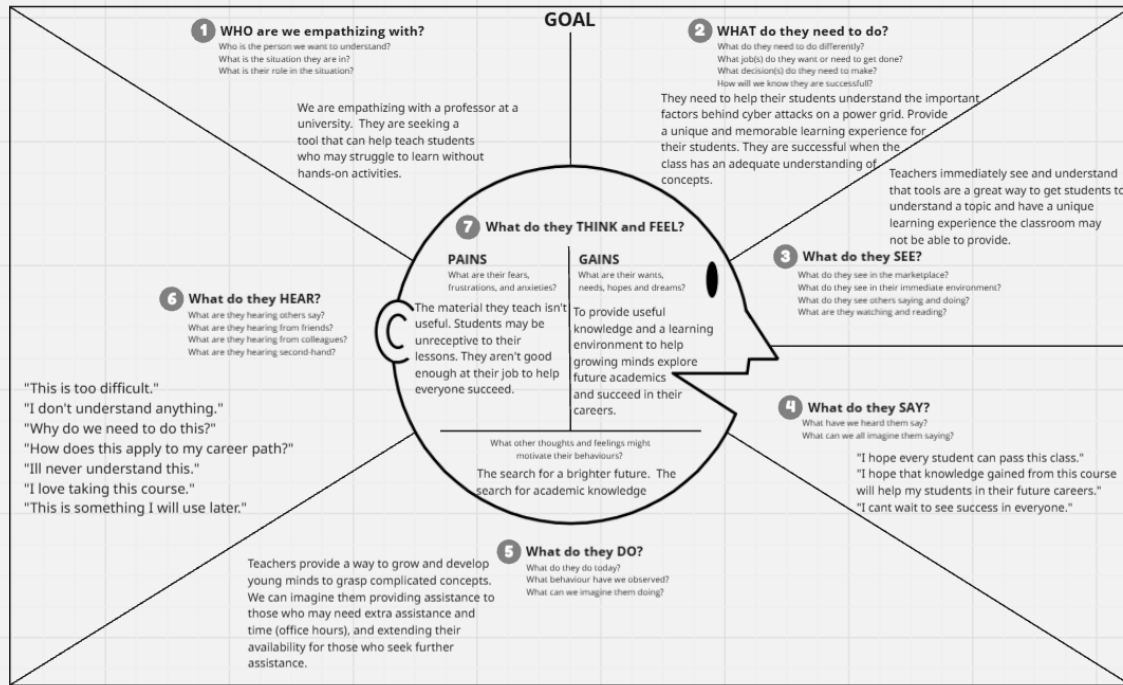 GOAL
1 WHO are we empathizing with?
Who is the person we want to understand?
What is the situation they are in?
What is their role in the situation?
We are empathizing with a professor at a
university. They are seeking a
tool that can help teach students
who may struggle to learn without
hands-on activities.
2 WHAT do they need to do?
What do they need to do differently?
What job(s) do they want or need to get done?
What decision(s) do they need to make?
How will we know they are successfull?
They need to help their students understand the important
factors behind cyber attacks on a power grid. Provide
a unique and memorable learning experience for
their students. They are successful when the
class has an adequate understanding of
concepts.
Teachers immediately see and understand
that tools are a great way to get students to
understand a topic and have a unique
learning experience the classroom may
not be able to provide.
3 What do they SEE?
What do they see in the marketplace?
What do they see in their immediate environment?
What do they see others saying and doing?
What are they watching and reading?
4 What do they SAY?
What have we heard them say?
What can we all imagine them saying?
"I hope every student can pass this class."
"I hope that knowledge gained from this course
will help my students in their future careers."
"I cant wait to see success in everyone."
5 What do they DO?
What do they do today?
What behaviour have we observed?
What can we imagine them doing?
Teachers provide a way to grow and develop
young minds to grasp complicated concepts.
We can imagine them providing assistance to
those who may need extra assistance and
time (office hours), and extending their
availability for those who seek further
assistance.
6 What do they HEAR?
What are they hearing others say?
What are they hearing from friends?
What are they hearing from colleagues?
What are they hearing second-hand?
"This is too difficult."
"I don't understand anything."
"Why do we need to do this?"
"How does this apply to my career path?"
"Ill never understand this."
"I love taking this course."
"This is something I will use later."
7 What do they THINK and FEEL?
PAINS
What are their fears,
frustrations, and anxieties?
The material they teach isn't
useful. Students may be
unreceptive to their
lessons. They aren't good
enough at their job to help
everyone succeed.
GAINS
What are their wants,
needs, hopes and dreams?
To provide useful
knowledge and a learning
environment to help
growing minds explore
future academics
and succeed in their
careers.
What other thoughts and feelings might
motivate their behaviours?
The search for a brighter future. The
search for academic knowledge